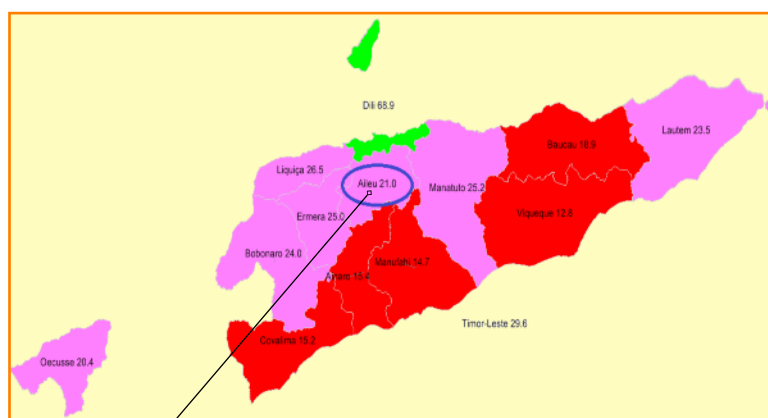 Dili 68.9
Lautem 23.5
Baucau 18.9
Liquiça 26.5
Aileu 21.0
Manatuto 25.2
Viqueque 12.8
Ermera 25.0
Bobonaro 24.0
Manufahi 14.7
Ainaro 15.4
Timor-Leste 29.6
Covalima 16.2
Oecusse 20.4